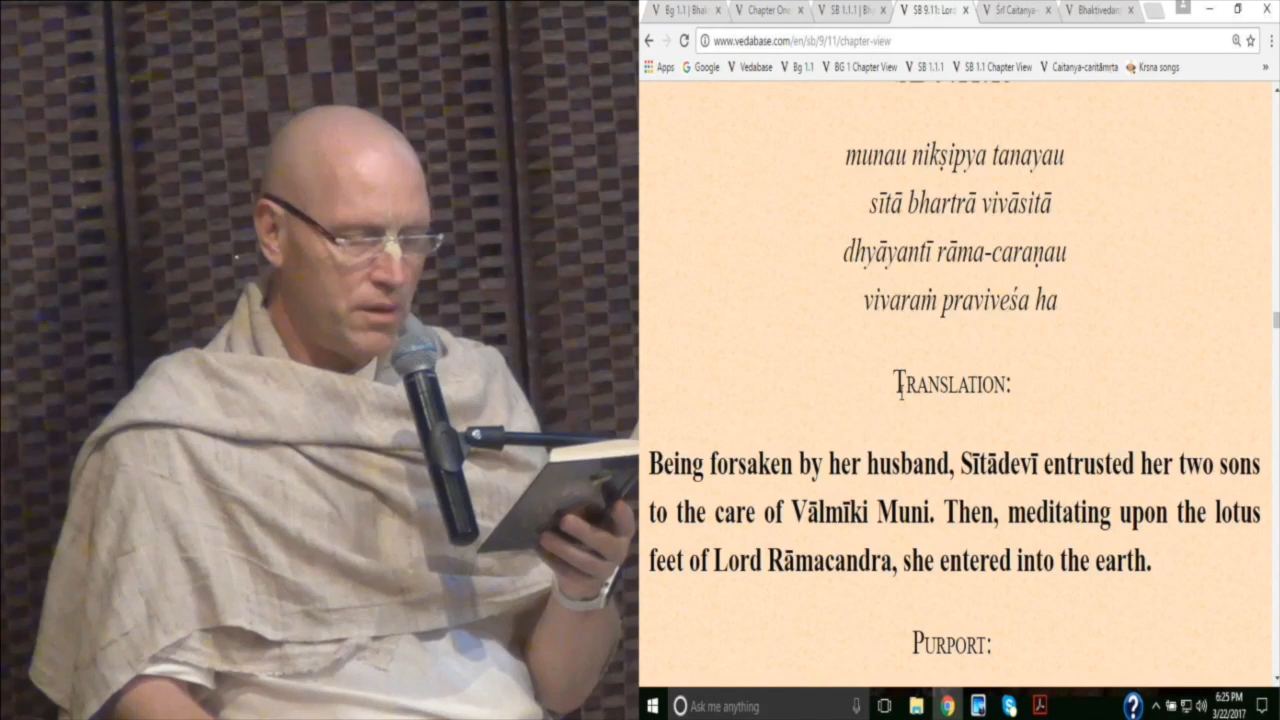 Bg 1.1 | Bhak
Chapter One
SB 1.1.1 | Bha
SB 9.11: Lord
Śrī Caitanya-
Bhaktivedan
www.vedabase.com/en/sb/9/11/chapter-view
Apps
Google
Vedabase
Bg 1.1
BG 1 Chapter View
SB 1.1.1
SB 1.1 Chapter View
Caitanya-caritāmṛta
Krsna songs
»
munau nikṣipya tanayau
sītā bhartrā vivāsitā
dhyāyantī rāma-caraṇau
vivaraṁ praviveśa ha
TRANSLATION:
Being forsaken by her husband, Sītādevī entrusted her two sons
to the care of Vālmīki Muni. Then, meditating upon the lotus
feet of Lord Rāmacandra, she entered into the earth.
PURPORT:
Ask me anything
6:25 PM
3/22/2017